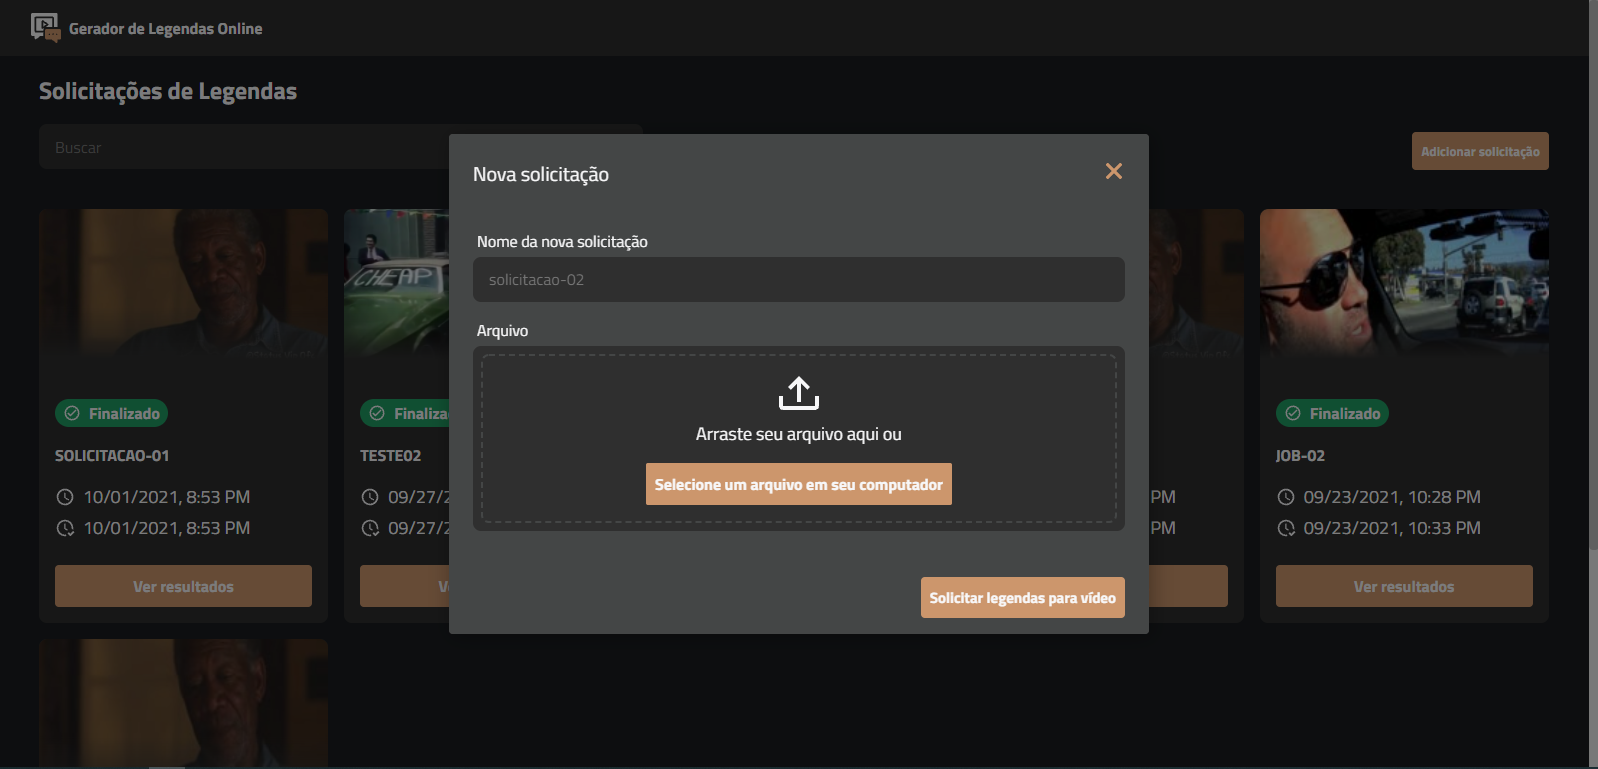 Gerador de Legendas Online
Solicitações de Legendas
Buscar
Adicionar solicitação
Nova solicitação
Nome da nova solicitação
solicitacao-02
Arquivo
Arraste seu arquivo aqui ou
Selecione um arquivo em seu computador
Solicitar legendas para vídeo
CHEAP
Finalizado
SOLICITACAO-01
10/01/2021, 8:53 PM
10/01/2021, 8:53 PM
Ver resultados
TESTE02
09/27/2
09/27/2
PM
PM
Finalizado
JOB-02
09/23/2021, 10:28 PM
09/23/2021, 10:33 PM
Ver resultados